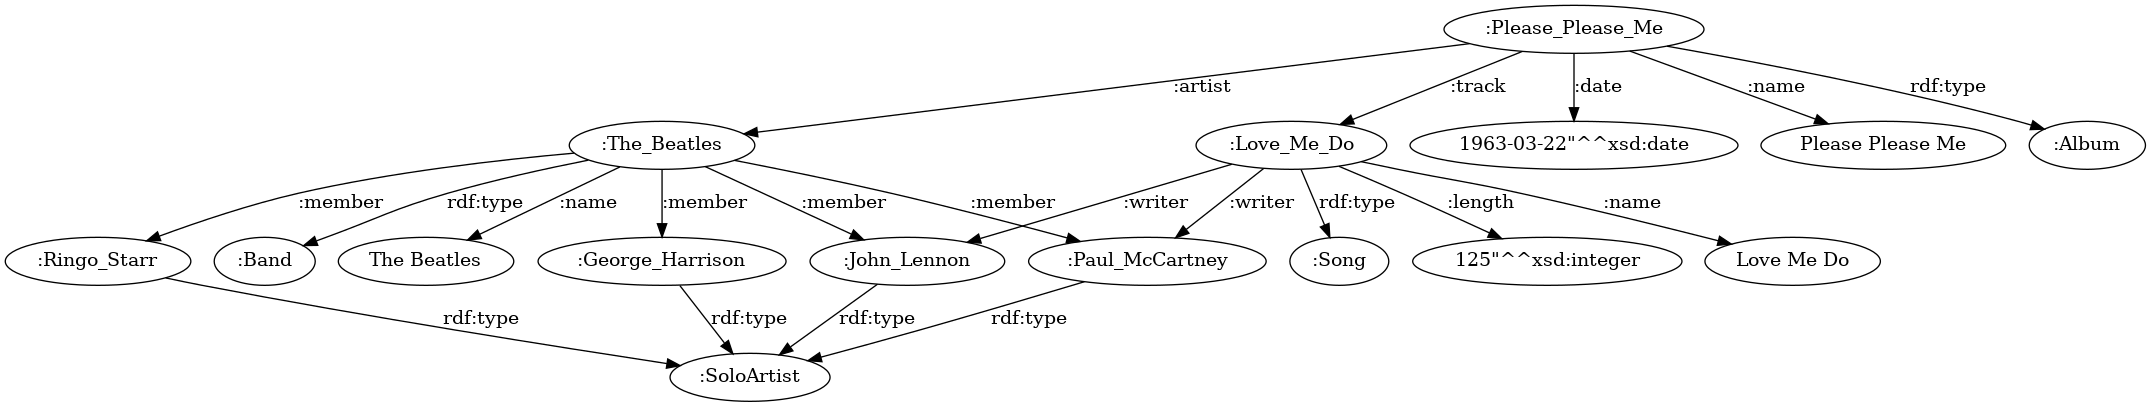 :Please_Please_Me
:artist
:track
:date
:name
rdf:type
:The_Beatles
:Love_Me_Do
1963-03-22"^^xsd:date
Please Please Me
:Album
:member
rdf:type
:name
:member
:member
:member
:writer
:writer
rdf:type
:length
:name
:Ringo_Starr
:Band
The Beatles
:George_Harrison
:John_Lennon
:Paul_McCartney
:Song
125"^^xsd:integer
Love Me Do
rdf:type
rdf:type
rdf:type
rdf:type
:SoloArtist